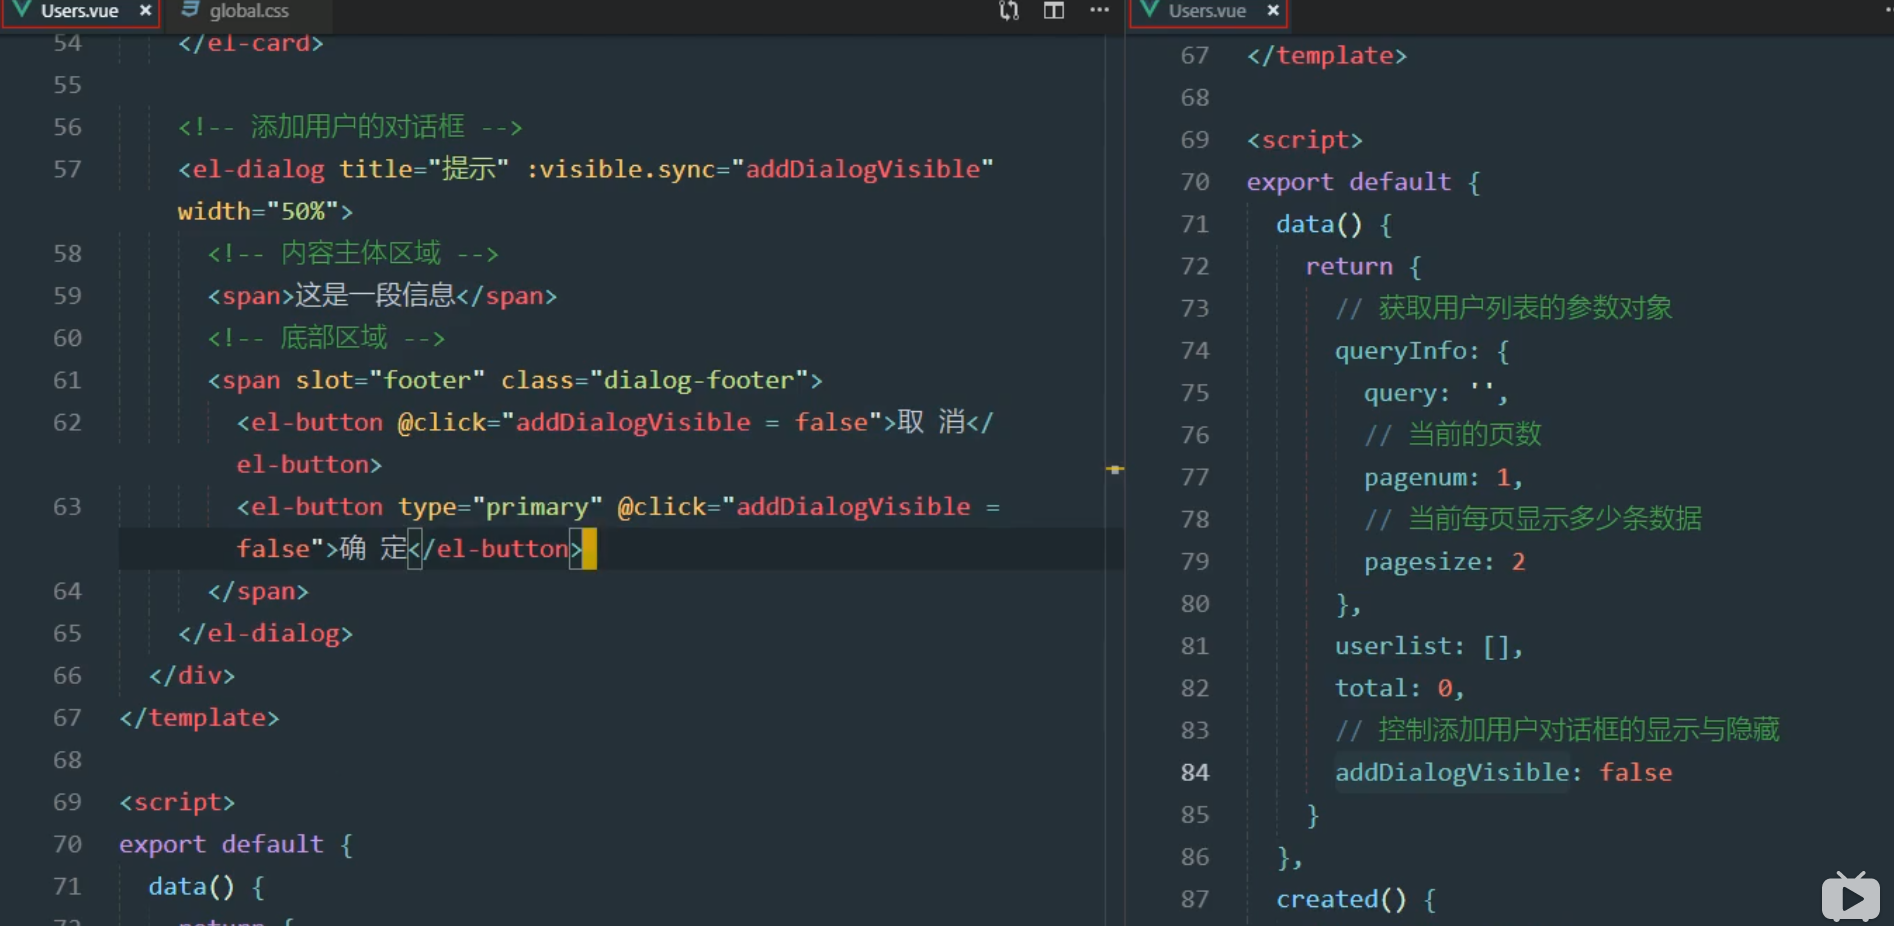 Users.vue × global.css ···
54 </el-card>
55
56 <!-- 添加用户的对话框 -->
57 <el-dialog title="提示" :visible.sync="addDialogVisible"
width="50%">
58 <!-- 内容主体区域 -->
59 <span>这是一段信息</span>
60 <!-- 底部区域 -->
61 <span slot="footer" class="dialog-footer">
62 <el-button @click="addDialogVisible = false">取 消</
el-button>
63 <el-button type="primary" @click="addDialogVisible =
false">确 定</el-button>
64 </span>
65 </el-dialog>
66 </div>
67 </template>
68
69 <script>
70 export default {
71 data() {
72 return {
Users.vue ×
67 </template>
68
69 <script>
70 export default {
71 data() {
72 return {
73 // 获取用户列表的参数对象
74 queryInfo: {
75 query: '',
76 // 当前的页数
77 pagenum: 1,
78 // 当前每页显示多少条数据
79 pagesize: 2
80 },
81 userlist: [],
82 total: 0,
83 // 控制添加用户对话框的显示与隐藏
84 addDialogVisible: false
85 }
86 },
87 created() {